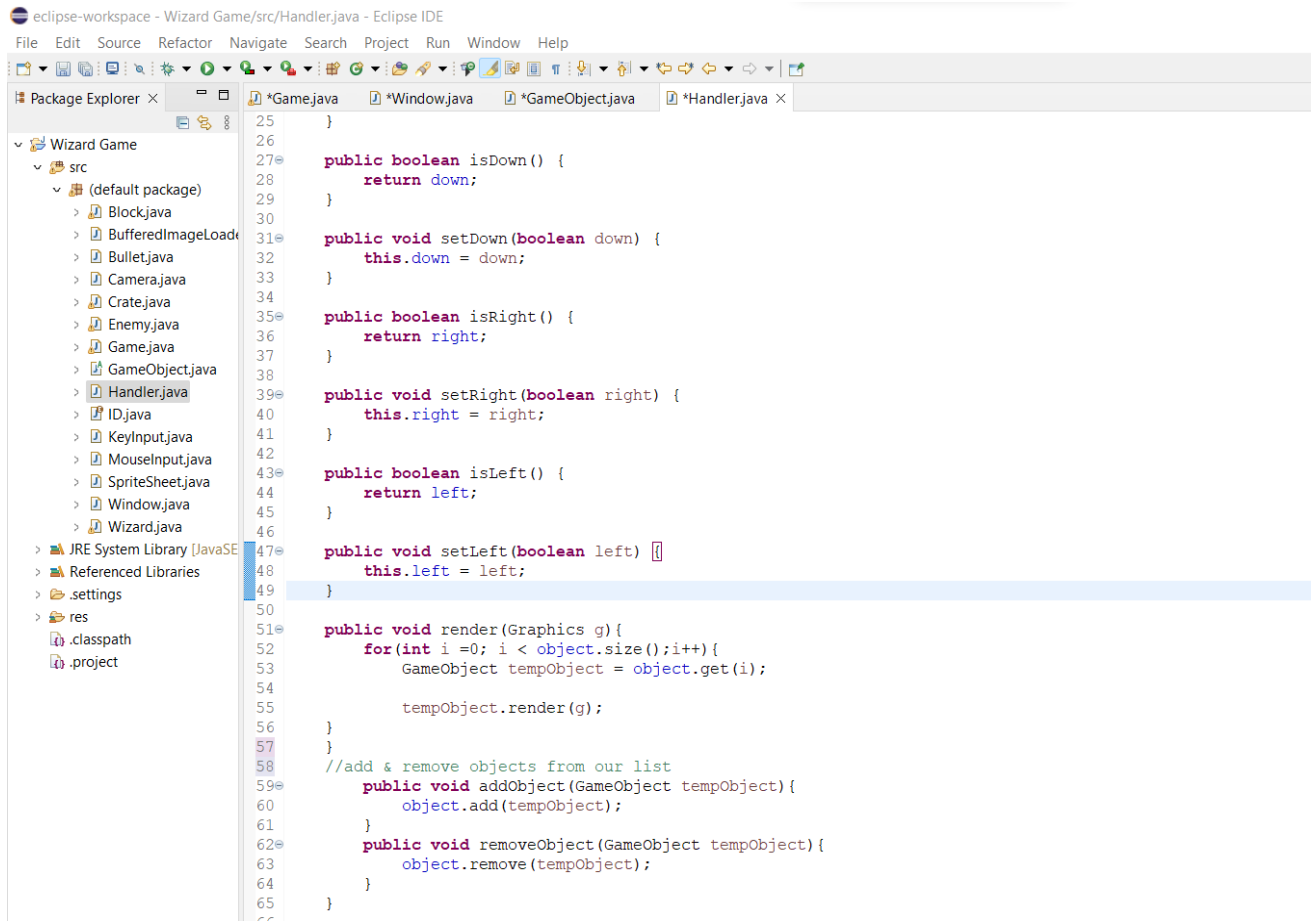 eclipse-workspace - Wizard Game/src/Handler.java - Eclipse IDE
File Edit Source Refactor Navigate Search Project Run Window Help
Package Explorer
*Game.java *Window.java *GameObject.java *Handler.java
Wizard Game
src
(default package)
Block.java
BufferedImageLoade
Bullet.java
Camera.java
Crate.java
Enemy.java
Game.java
GameObject.java
Handler.java
ID.java
KeyInput.java
MouseInput.java
SpriteSheet.java
Window.java
Wizard.java
JRE System Library [JavaSE
Referenced Libraries
.settings
res
.classpath
.project
25 }
26
27 public boolean isDown() {
28 return down;
29 }
30
31 public void setDown(boolean down) {
32 this.down = down;
33 }
34
35 public boolean isRight() {
36 return right;
37 }
38
39 public void setRight(boolean right) {
40 this.right = right;
41 }
42
43 public boolean isLeft() {
44 return left;
45 }
46
47 public void setLeft(boolean left) {
48 this.left = left;
49 }
50
51 public void render(Graphics g){
52 for(int i =0; i < object.size();i++){
53 GameObject tempObject = object.get(i);
54
55 tempObject.render(g);
56 }
57 }
58 //add & remove objects from our list
59 public void addObject(GameObject tempObject){
60 object.add(tempObject);
61 }
62 public void removeObject(GameObject tempObject){
63 object.remove(tempObject);
64 }
65 }